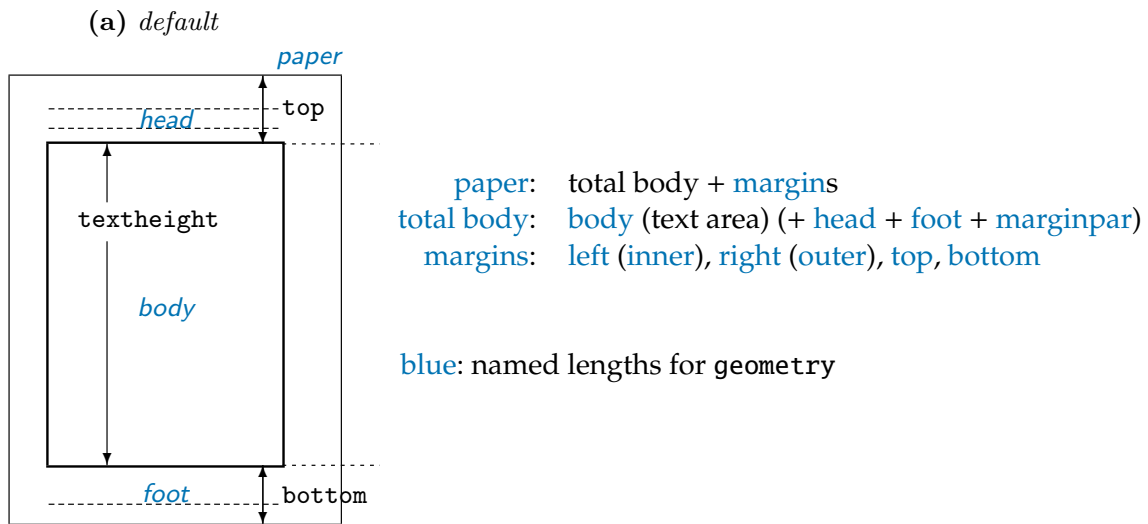 (a) default
paper
top
head
textheight
body
foot
bottom
paper: total body + margins
total body: body (text area) (+ head + foot + marginpar)
margins: left (inner), right (outer), top, bottom
blue: named lengths for geometry